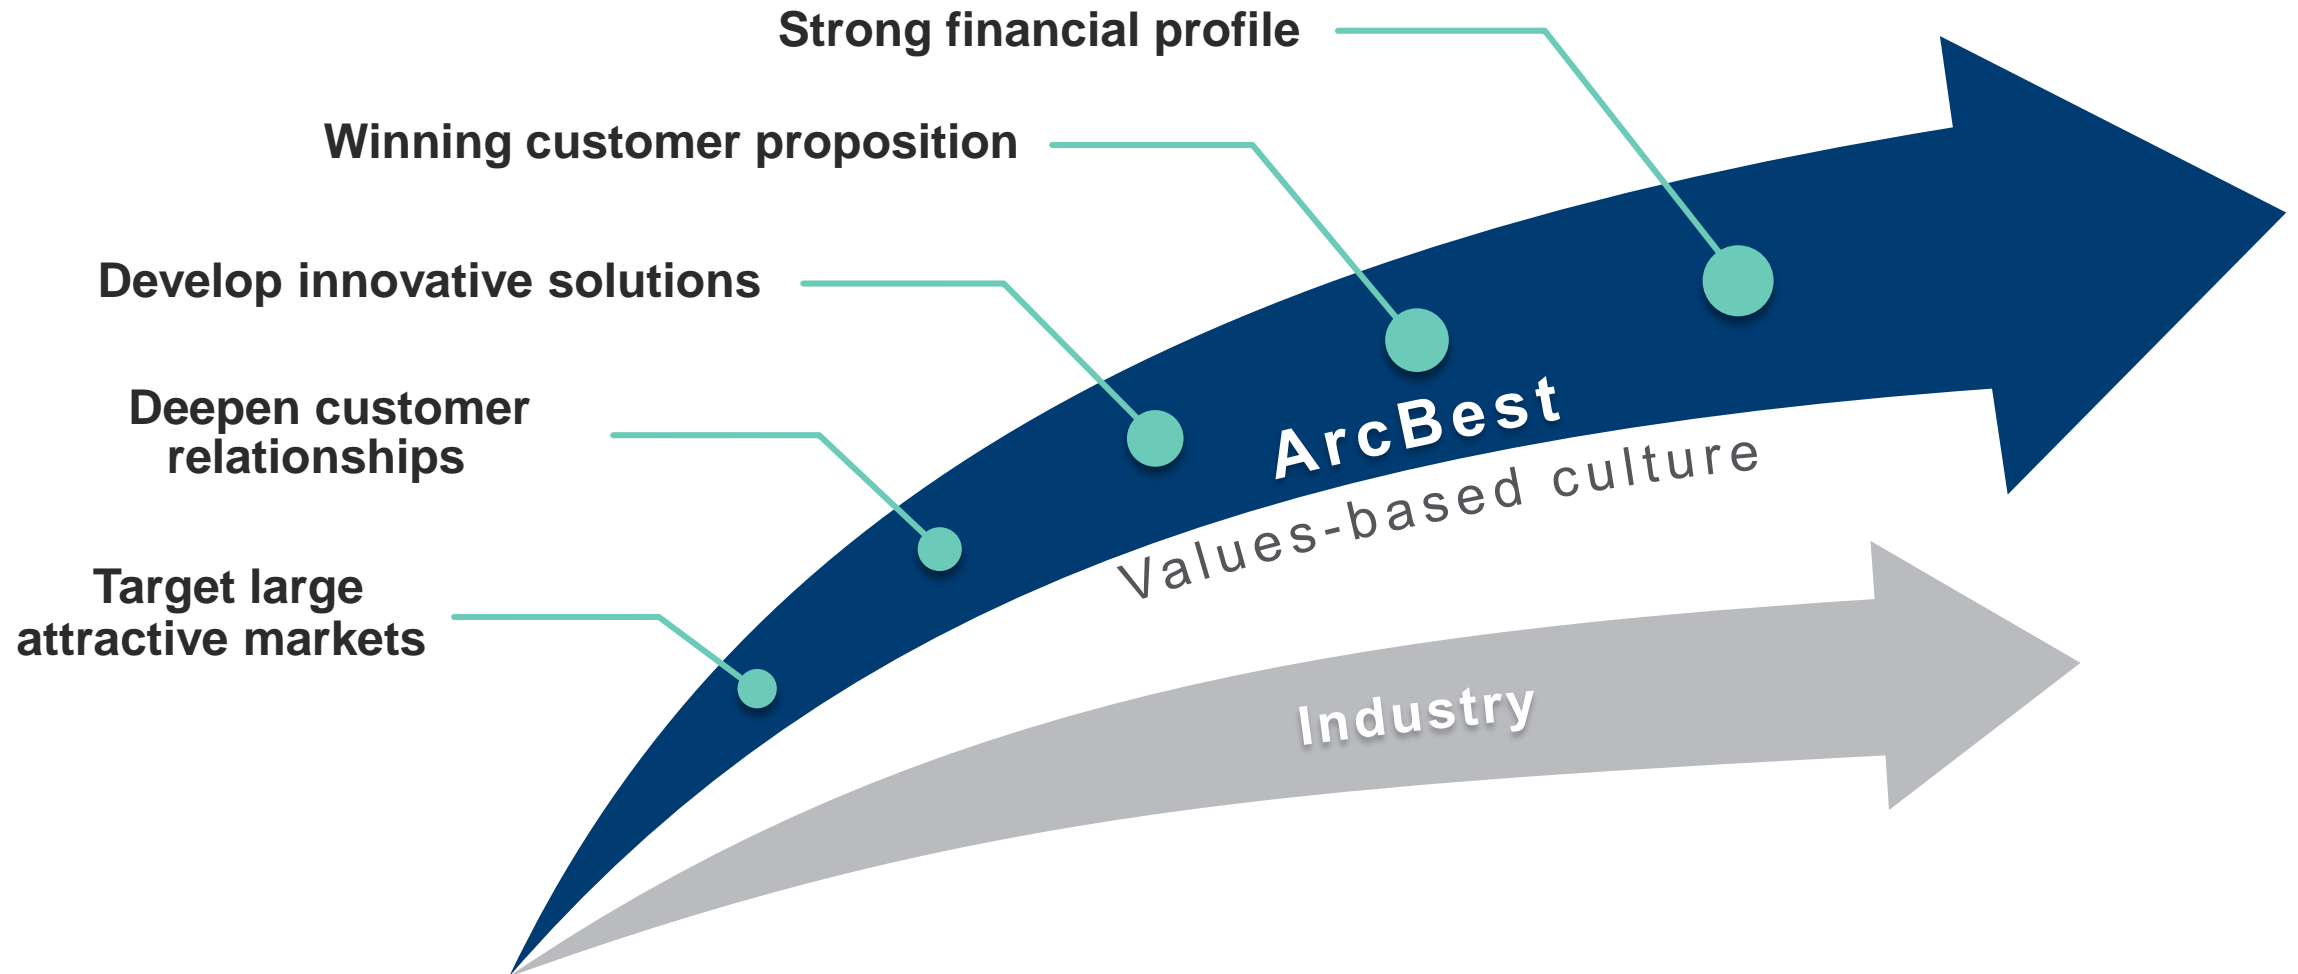 Strong financial profile
Winning customer proposition
Develop innovative solutions
Deepen customer
relationships
Target large
attractive markets
ArcBest
Values-based culture
Industry